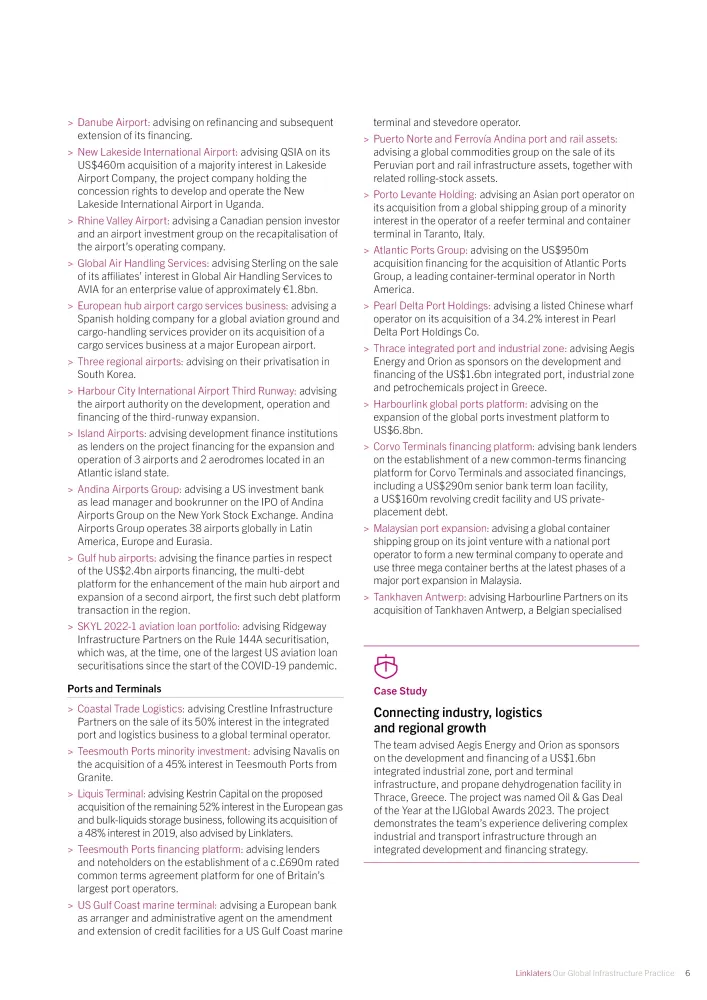 > Danube Airport: advising on refinancing and subsequent
extension of its financing.
> New Lakeside International Airport: advising QSIA on its
US$460m acquisition of a majority interest in Lakeside
Airport Company, the project company holding the
concession rights to develop and operate the New
Lakeside International Airport in Uganda.
> Rhine Valley Airport: advising a Canadian pension investor
and an airport investment group on the recapitalisation of
the airport's operating company.
> Global Air Handling Services: advising Sterling on the sale
of its affiliates' interest in Global Air Handling Services to
AVIA for an enterprise value of approximately €1.8bn.
> European hub airport cargo services business: advising a
Spanish holding company for a global aviation ground and
cargo-handling services provider on its acquisition of a
cargo services business at a major European airport.
> Three regional airports: advising on their privatisation in
South Korea.
> Harbour City International Airport Third Runway: advising
the airport authority on the development, operation and
financing of the third-runway expansion.
> Island Airports: advising development finance institutions
as lenders on the project financing for the expansion and
operation of 3 airports and 2 aerodromes located in an
Atlantic island state.
> Andina Airports Group: advising a US investment bank
as lead manager and bookrunner on the IPO of Andina
Airports Group on the New York Stock Exchange. Andina
Airports Group operates 38 airports globally in Latin
America, Europe and Eurasia.
> Gulf hub airports: advising the finance parties in respect
of the US$2.4bn airports financing, the multi-debt
platform for the enhancement of the main hub airport and
expansion of a second airport, the first such debt platform
transaction in the region.
> SKYL 2022-1 aviation loan portfolio: advising Ridgeway
Infrastructure Partners on the Rule 144A securitisation,
which was, at the time, one of the largest US aviation loan
securitisations since the start of the COVID-19 pandemic.
Ports and Terminals
> Coastal Trade Logistics: advising Crestline Infrastructure
Partners on the sale of its 50% interest in the integrated
port and logistics business to a global terminal operator.
> Teesmouth Ports minority investment: advising Navalis on
the acquisition of a 45% interest in Teesmouth Ports from
Granite.
> Liquis Terminal: advising Kestrin Capital on the proposed
acquisition of the remaining 52% interest in the European gas
and bulk-liquids storage business, following its acquisition of
a 48% interest in 2019, also advised by Linklaters.
> Teesmouth Ports financing platform: advising lenders
and noteholders on the establishment of a c.£690m rated
common terms agreement platform for one of Britain's
largest port operators.
> US Gulf Coast marine terminal: advising a European bank
as arranger and administrative agent on the amendment
and extension of credit facilities for a US Gulf Coast marine
terminal and stevedore operator.
> Puerto Norte and Ferrovía Andina port and rail assets:
advising a global commodities group on the sale of its
Peruvian port and rail infrastructure assets, together with
related rolling-stock assets.
> Porto Levante Holding: advising an Asian port operator on
its acquisition from a global shipping group of a minority
interest in the operator of a reefer terminal and container
terminal in Taranto, Italy.
> Atlantic Ports Group: advising on the US$950m
acquisition financing for the acquisition of Atlantic Ports
Group, a leading container-terminal operator in North
America.
> Pearl Delta Port Holdings: advising a listed Chinese wharf
operator on its acquisition of a 34.2% interest in Pearl
Delta Port Holdings Co.
> Thrace integrated port and industrial zone: advising Aegis
Energy and Orion as sponsors on the development and
financing of the US$1.6bn integrated port, industrial zone
and petrochemicals project in Greece.
> Harbourlink global ports platform: advising on the
expansion of the global ports investment platform to
US$6.8bn.
> Corvo Terminals financing platform: advising bank lenders
on the establishment of a new common-terms financing
platform for Corvo Terminals and associated financings,
including a US$290m senior bank term loan facility,
a US$160m revolving credit facility and US private-
placement debt.
> Malaysian port expansion: advising a global container
shipping group on its joint venture with a national port
operator to form a new terminal company to operate and
use three mega container berths at the latest phases of a
major port expansion in Malaysia.
> Tankhaven Antwerp: advising Harbourline Partners on its
acquisition of Tankhaven Antwerp, a Belgian specialised
Case Study
Connecting industry, logistics
and regional growth
The team advised Aegis Energy and Orion as sponsors
on the development and financing of a US$1.6bn
integrated industrial zone, port and terminal
infrastructure, and propane dehydrogenation facility in
Thrace, Greece. The project was named Oil & Gas Deal
of the Year at the IJGlobal Awards 2023. The project
demonstrates the team's experience delivering complex
industrial and transport infrastructure through an
integrated development and financing strategy.
Linklaters Our Global Infrastructure Practice 6